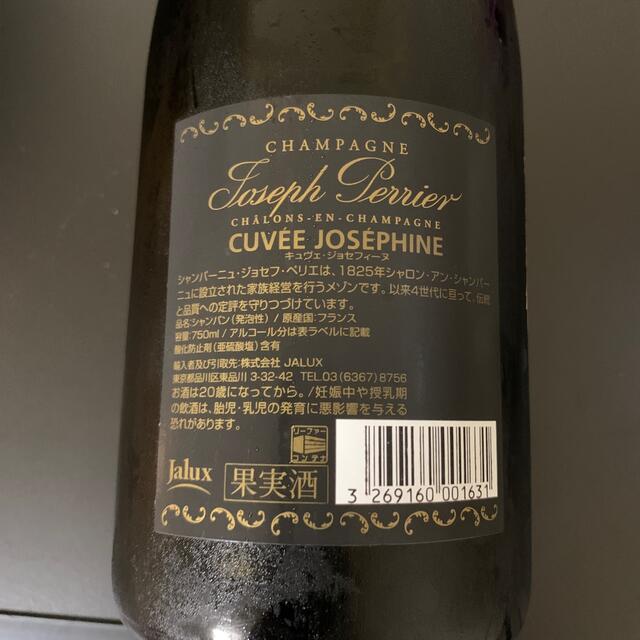 CHAMPAGNE
Joseph Perrier
CHÂLONS-EN-CHAMPAGNE
CUVÉE JOSÉPHINE
キュヴェ・ジョセフィーヌ
シャンパーニュ・ジョセフ・ペリエは、1825年シャロン・アン・シャンパー
ニュに設立された家族経営を行うメゾンです。以来4世代に亘って、伝統
と品質への定評を守りつづけています。
品名:シャンパン(発泡性) / 原産国:フランス
容量:750ml / アルコール分は表ラベルに記載
酸化防止剤(亜硫酸塩)含有
輸入者及び引取先:株式会社 JALUX
東京都品川区東品川 3-32-42 TEL.03(6367)8756
お酒は20歳になってから。/妊娠中や授乳期
の飲酒は、胎児・乳児の発育に悪影響を与える
恐れがあります。
リーファー
コンテナ
Jalux
果実酒
3 269160 001631